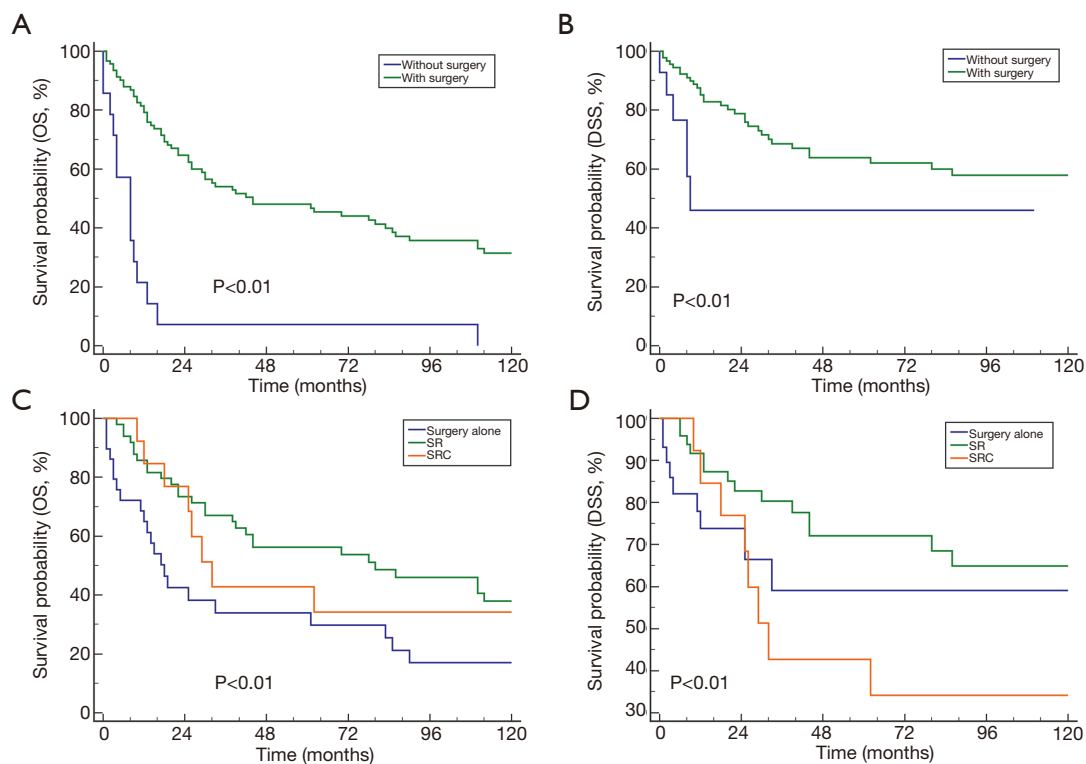 A
Survival probability (OS, %)
100
80
60
40
20
0
Without surgery
With surgery
P<0.01
0 24 48 72 96 120
Time (months)
B
Survival probability (DSS, %)
100
80
60
40
20
0
Without surgery
With surgery
P<0.01
0 24 48 72 96 120
Time (months)
C
Survival probability (OS, %)
100
80
60
40
20
0
Surgery alone
SR
SRC
P<0.01
0 24 48 72 96 120
Time (months)
D
Survival probability (DSS, %)
100
90
80
70
60
50
40
30
Surgery alone
SR
SRC
P<0.01
0 24 48 72 96 120
Time (months)